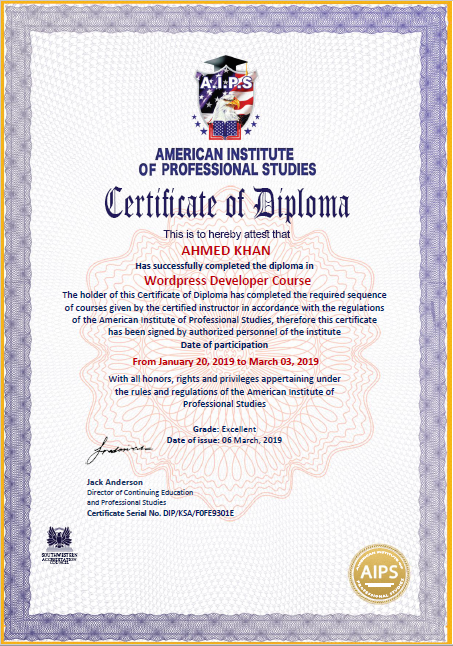 A.I.P.S
AMERICAN INSTITUTE
OF PROFESSIONAL STUDIES
Certificate of Diploma
This is to hereby attest that
AHMED KHAN
Has successfully completed the diploma in
Wordpress Developer Course
The holder of this Certificate of Diploma has completed the required sequence
of courses given by the certified instructor in accordance with the regulations
of the American Institute of Professional Studies, therefore this certificate
has been signed by authorized personnel of the institute
Date of participation
From January 20, 2019 to March 03, 2019
With all honors, rights and privileges appertaining under
the rules and regulations of the American Institute of
Professional Studies
Grade: Excellent
Date of issue: 06 March, 2019
Jack Anderson
Director of Continuing Education
and Professional Studies
Certificate Serial No. DIP/KSA/F0FE9301E
SOUTHWESTERN
ACCREDITATION
COUNCIL
AIPS
PROFESSIONAL STUDIES